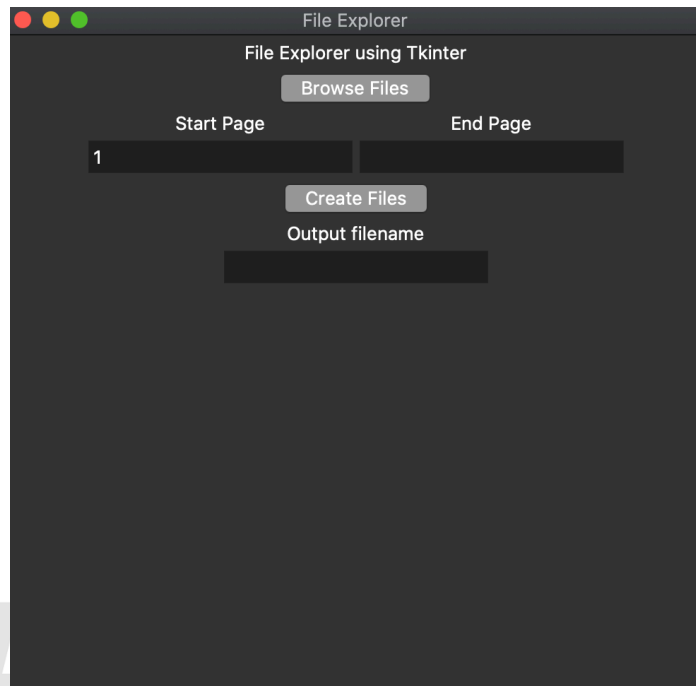 File Explorer
File Explorer using Tkinter
Browse Files
Start Page End Page
1
Create Files
Output filename